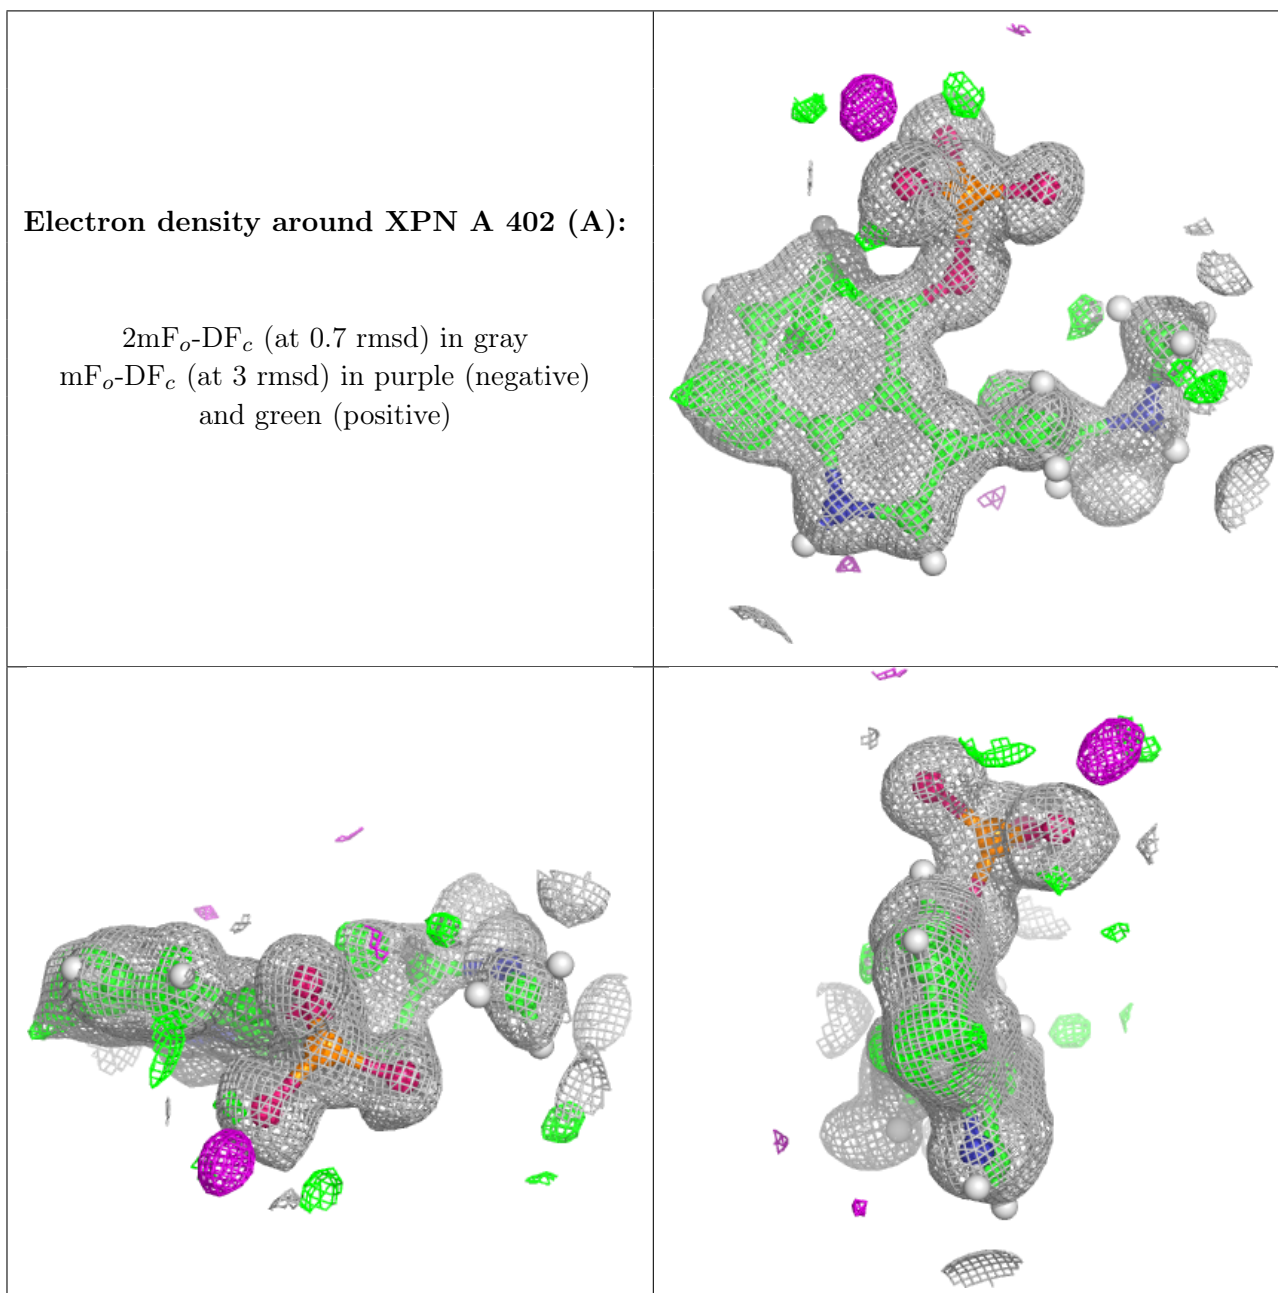 Electron density around XPN A 402 (A):
2mFₒ-DF𝒸 (at 0.7 rmsd) in gray
mFₒ-DF𝒸 (at 3 rmsd) in purple (negative)
and green (positive)